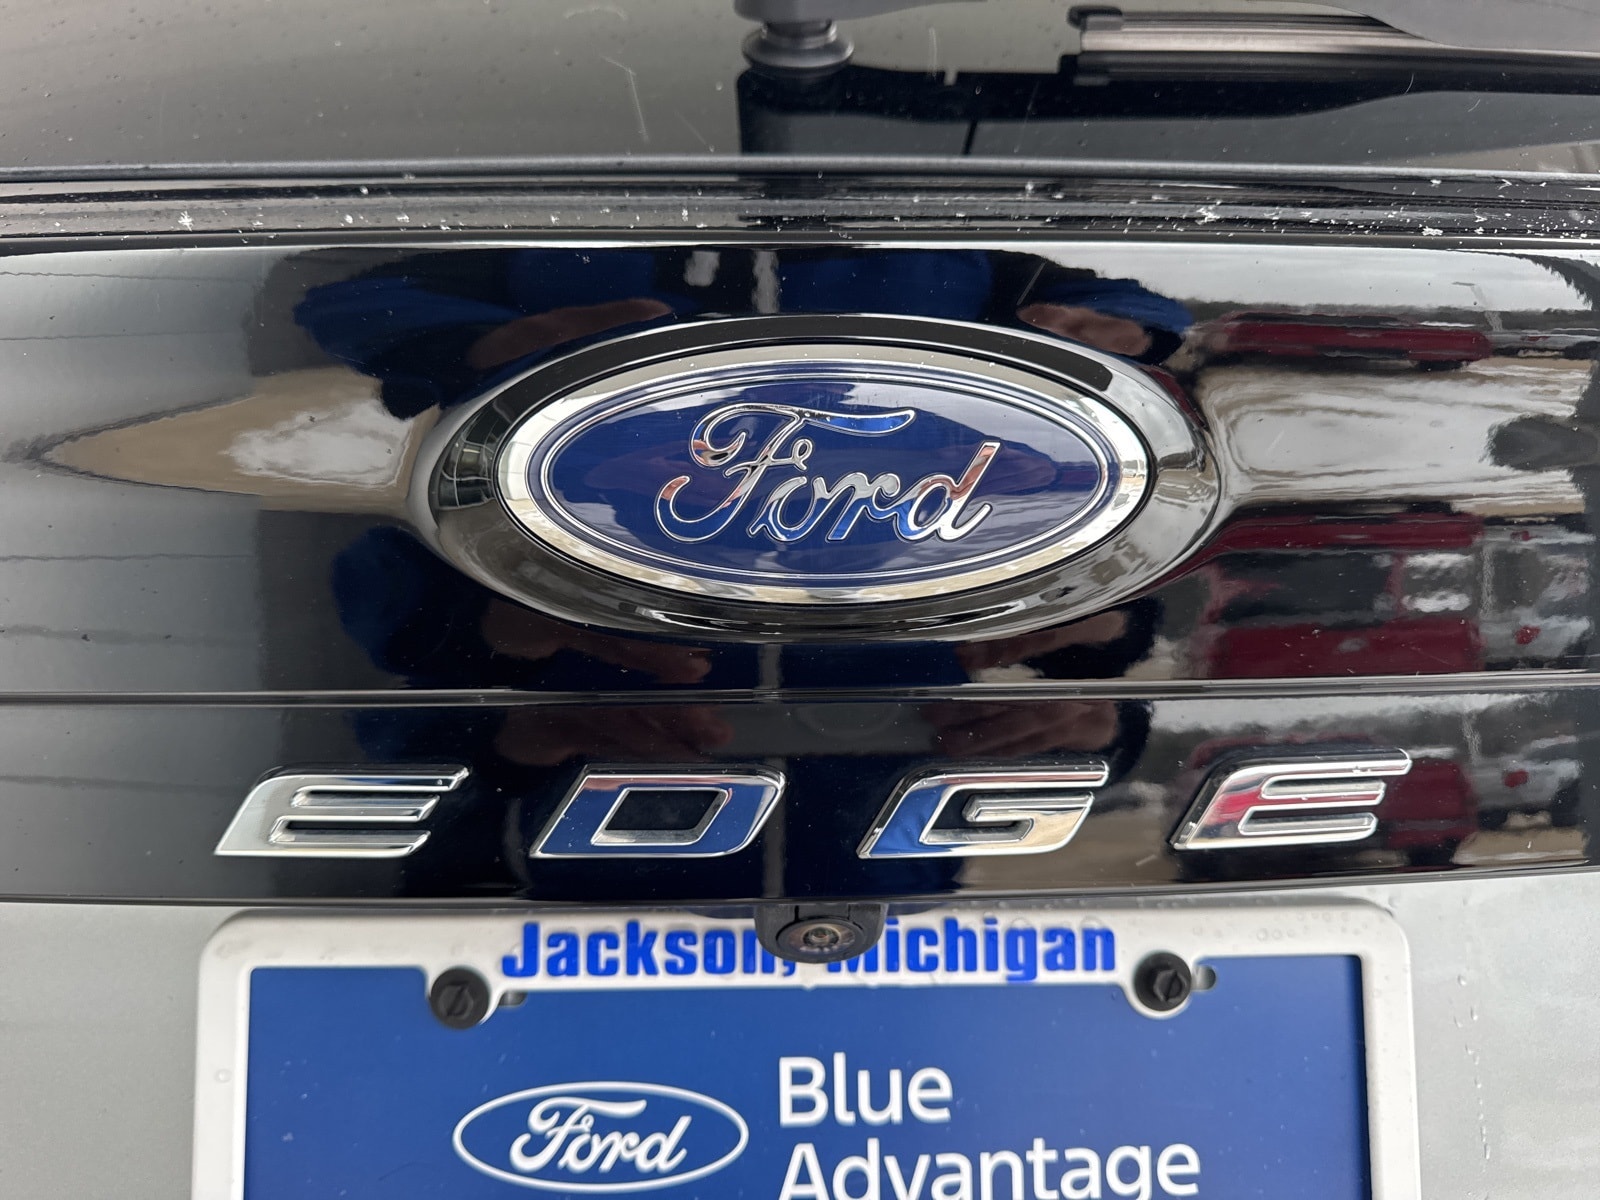 Ford
EDGE
Jackson, Michigan
Ford
Blue
Advantage